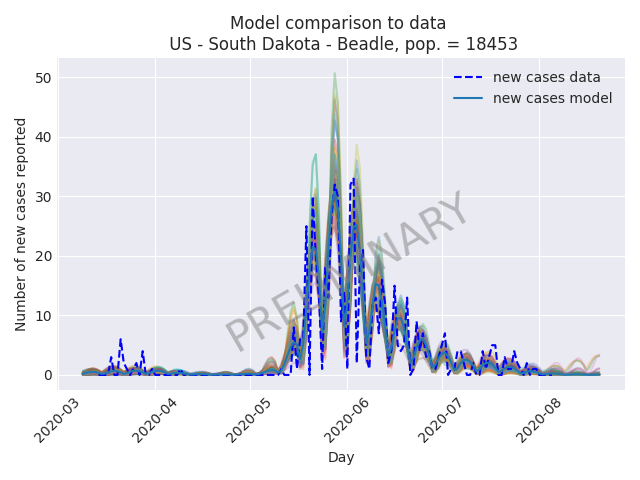 Model comparison to data
US - South Dakota - Beadle, pop. = 18453
new cases data
new cases model
Number of new cases reported
50
40
30
20
10
0
PRELIMINARY
2020-03
2020-04
2020-05
2020-06
2020-07
2020-08
Day